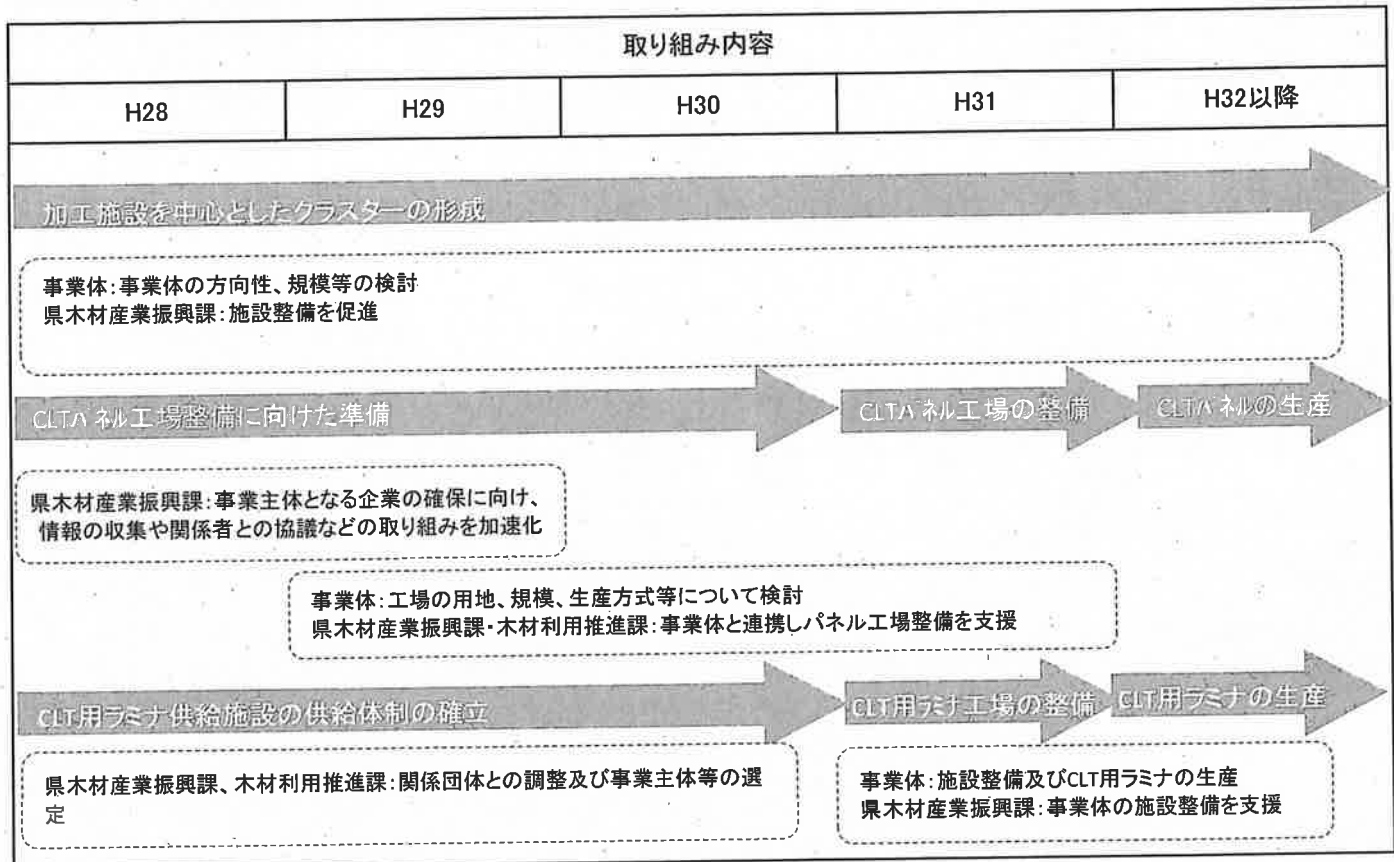 取り組み内容
H28
H29
H30
H31
H32以降
加工施設を中心としたクラスターの形成
事業体：事業体の方向性、規模等の検討
県木材産業振興課：施設整備を促進
CLTパネル工場整備に向けた準備
CLTパネル工場の整備
CLTパネルの生産
県木材産業振興課：事業主体となる企業の確保に向け、
情報の収集や関係者との協議などの取り組みを加速化
事業体：工場の用地、規模、生産方式等について検討
県木材産業振興課・木材利用推進課：事業体と連携しパネル工場整備を支援
CLT用ラミナ供給施設の供給体制の確立
CLT用ラミナ工場の整備
CLT用ラミナの生産
県木材産業振興課、木材利用推進課：関係団体との調整及び事業主体等の選
定
事業体：施設整備及びCLT用ラミナの生産
県木材産業振興課：事業体の施設整備を支援